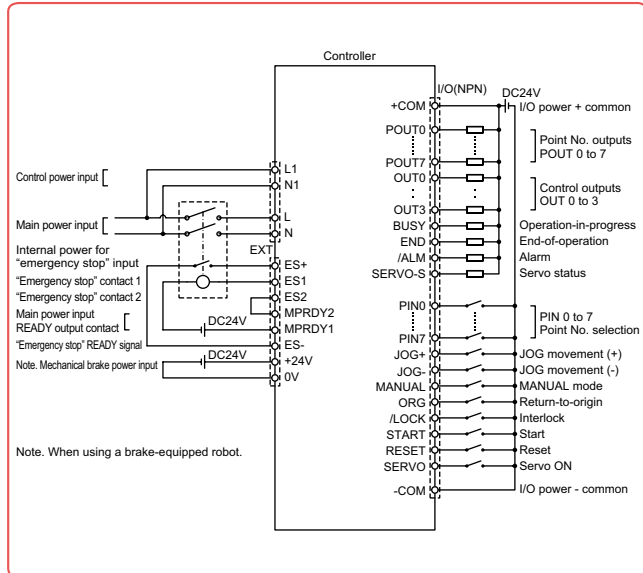 Controller
I/O(NPN)
DC24V
+COM
I/O power + common
POUT0
Point No. outputs
POUT 0 to 7
POUT7
OUT0
Control outputs
OUT 0 to 3
OUT3
BUSY
Operation-in-progress
END
End-of-operation
/ALM
Alarm
SERVO-S
Servo status
PIN0
PIN 0 to 7
Point No. selection
PIN7
JOG+
JOG movement (+)
JOG-
JOG movement (-)
MANUAL
MANUAL mode
ORG
Return-to-origin
/LOCK
Interlock
START
Start
RESET
Reset
SERVO
Servo ON
-COM
I/O power - common
Control power input
L1
N1
Main power input
L
N
Internal power for
"emergency stop" input
EXT
ES+
"Emergency stop" contact 1
ES1
"Emergency stop" contact 2
ES2
Main power input
READY output contact
MPRDY2
DC24V
MPRDY1
"Emergency stop" READY signal
ES-
DC24V
Note. Mechanical brake power input
+24V
0V
Note. When using a brake-equipped robot.